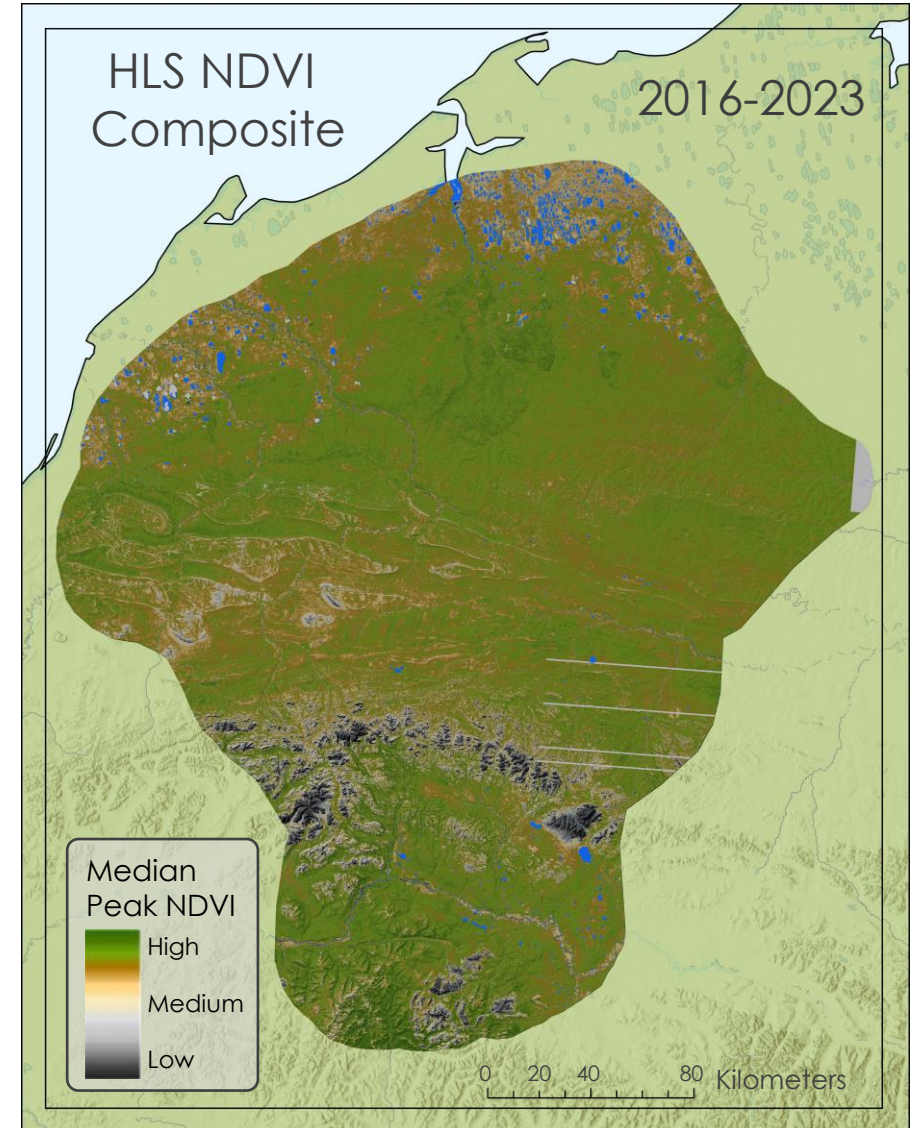 HLS NDVI
Composite
2016-2023
Median
Peak NDVI
High
Medium
Low
0 20 40 80 Kilometers